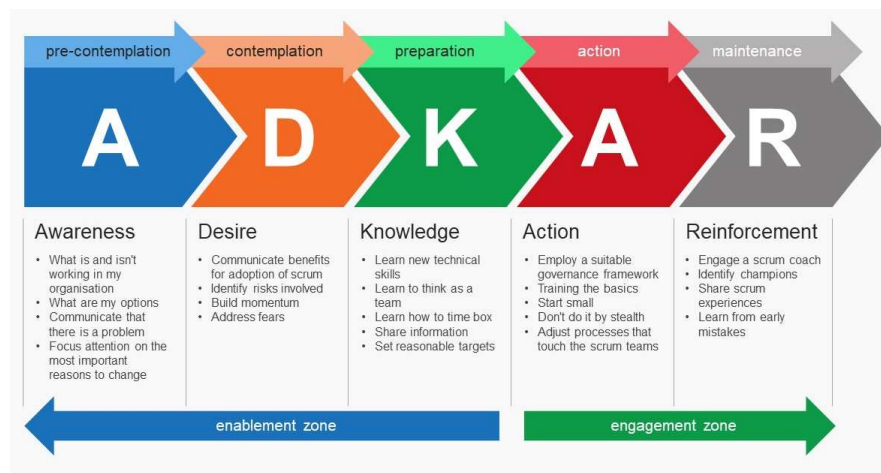 pre-contemplation
contemplation
preparation
action
maintenance
A
D
K
A
R
Awareness
• What is and isn't
working in my
organisation
• What are my options
• Communicate that
there is a problem
• Focus attention on the
most important
reasons to change
Desire
• Communicate benefits
for adoption of scrum
• Identify risks involved
• Build momentum
• Address fears
Knowledge
• Learn new technical
skills
• Learn to think as a
team
• Learn how to time box
• Share information
• Set reasonable targets
Action
• Employ a suitable
governance framework
• Training the basics
• Start small
• Don't do it by stealth
• Adjust processes that
touch the scrum teams
Reinforcement
• Engage a scrum coach
• Identify champions
• Share scrum
experiences
• Learn from early
mistakes
enablement zone
engagement zone